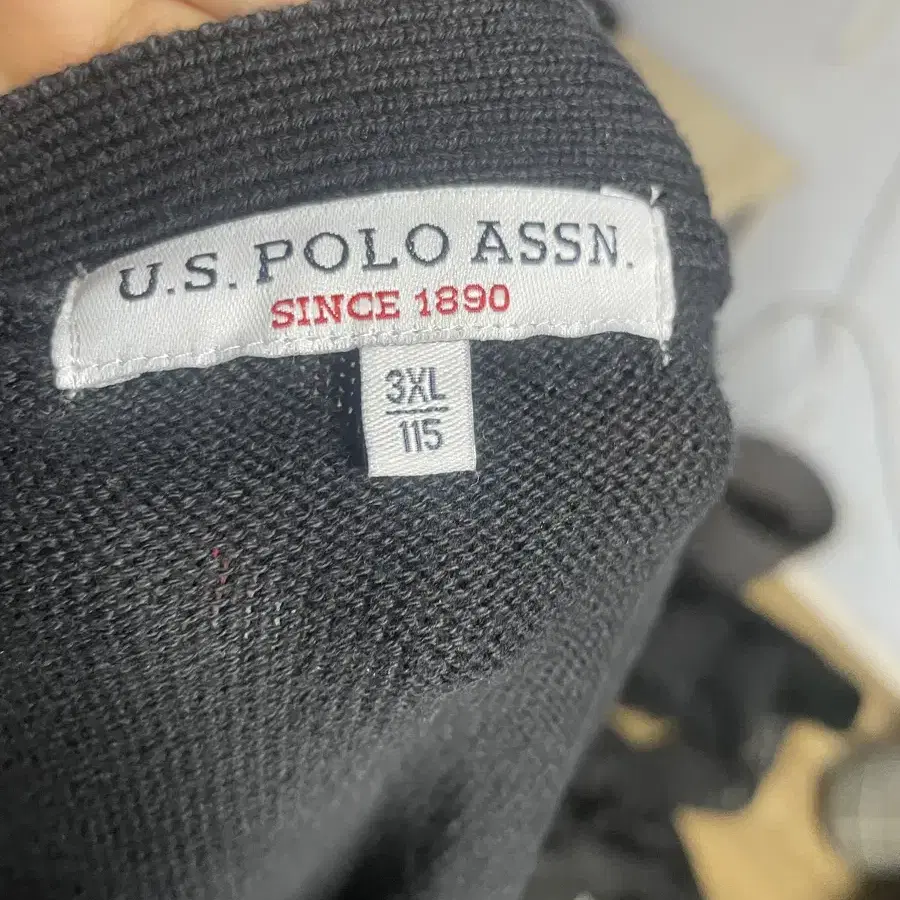 U.S. POLO ASSN.
SINCE 1890
3XL
115